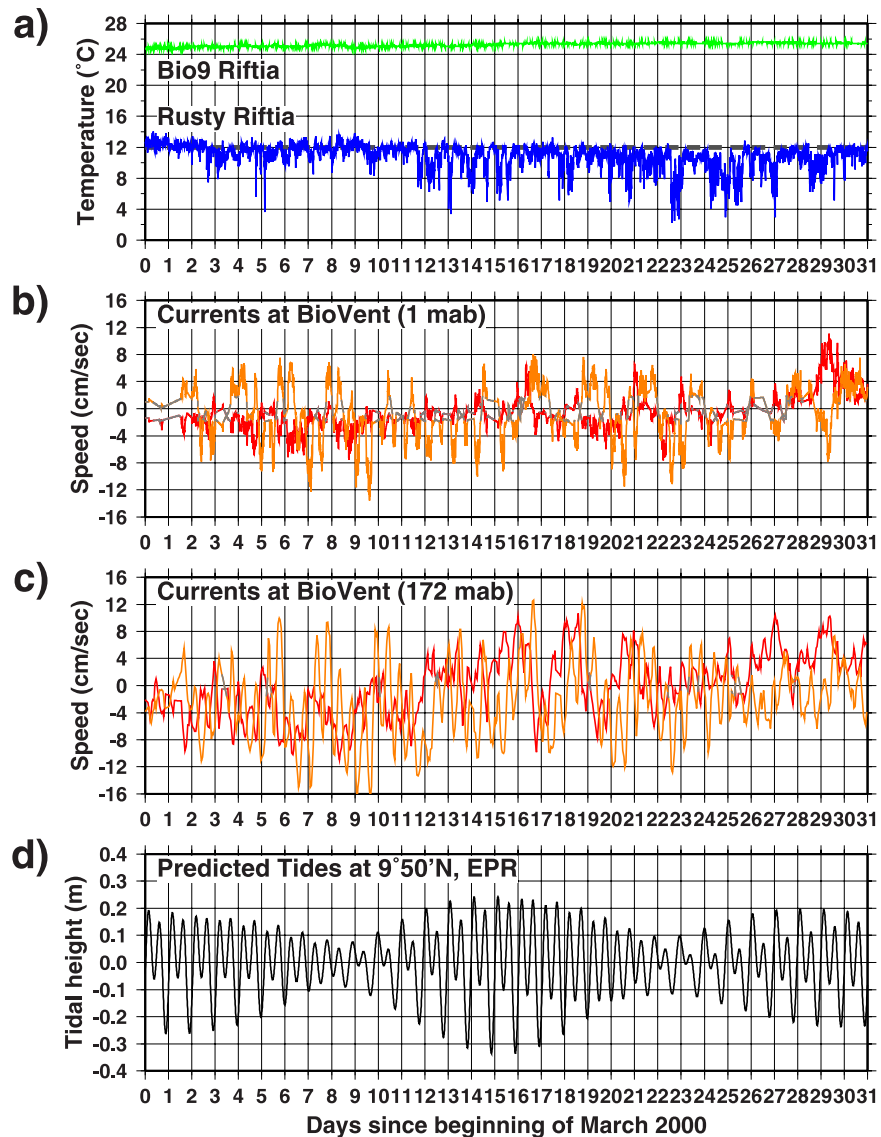 a)
Temperature (˚C)
28
24
20
16
12
8
4
0
Bio9 Riftia
Rusty Riftia
0 1 2 3 4 5 6 7 8 9 10 11 12 13 14 15 16 17 18 19 20 21 22 23 24 25 26 27 28 29 30 31
b)
Speed (cm/sec)
16
12
8
4
0
-4
-8
-12
-16
Currents at BioVent (1 mab)
0 1 2 3 4 5 6 7 8 9 10 11 12 13 14 15 16 17 18 19 20 21 22 23 24 25 26 27 28 29 30 31
c)
Speed (cm/sec)
16
12
8
4
0
-4
-8
-12
-16
Currents at BioVent (172 mab)
0 1 2 3 4 5 6 7 8 9 10 11 12 13 14 15 16 17 18 19 20 21 22 23 24 25 26 27 28 29 30 31
d)
Tidal height (m)
0.4
0.3
0.2
0.1
0.0
-0.1
-0.2
-0.3
-0.4
Predicted Tides at 9˚50'N, EPR
0 1 2 3 4 5 6 7 8 9 10 11 12 13 14 15 16 17 18 19 20 21 22 23 24 25 26 27 28 29 30 31
Days since beginning of March 2000